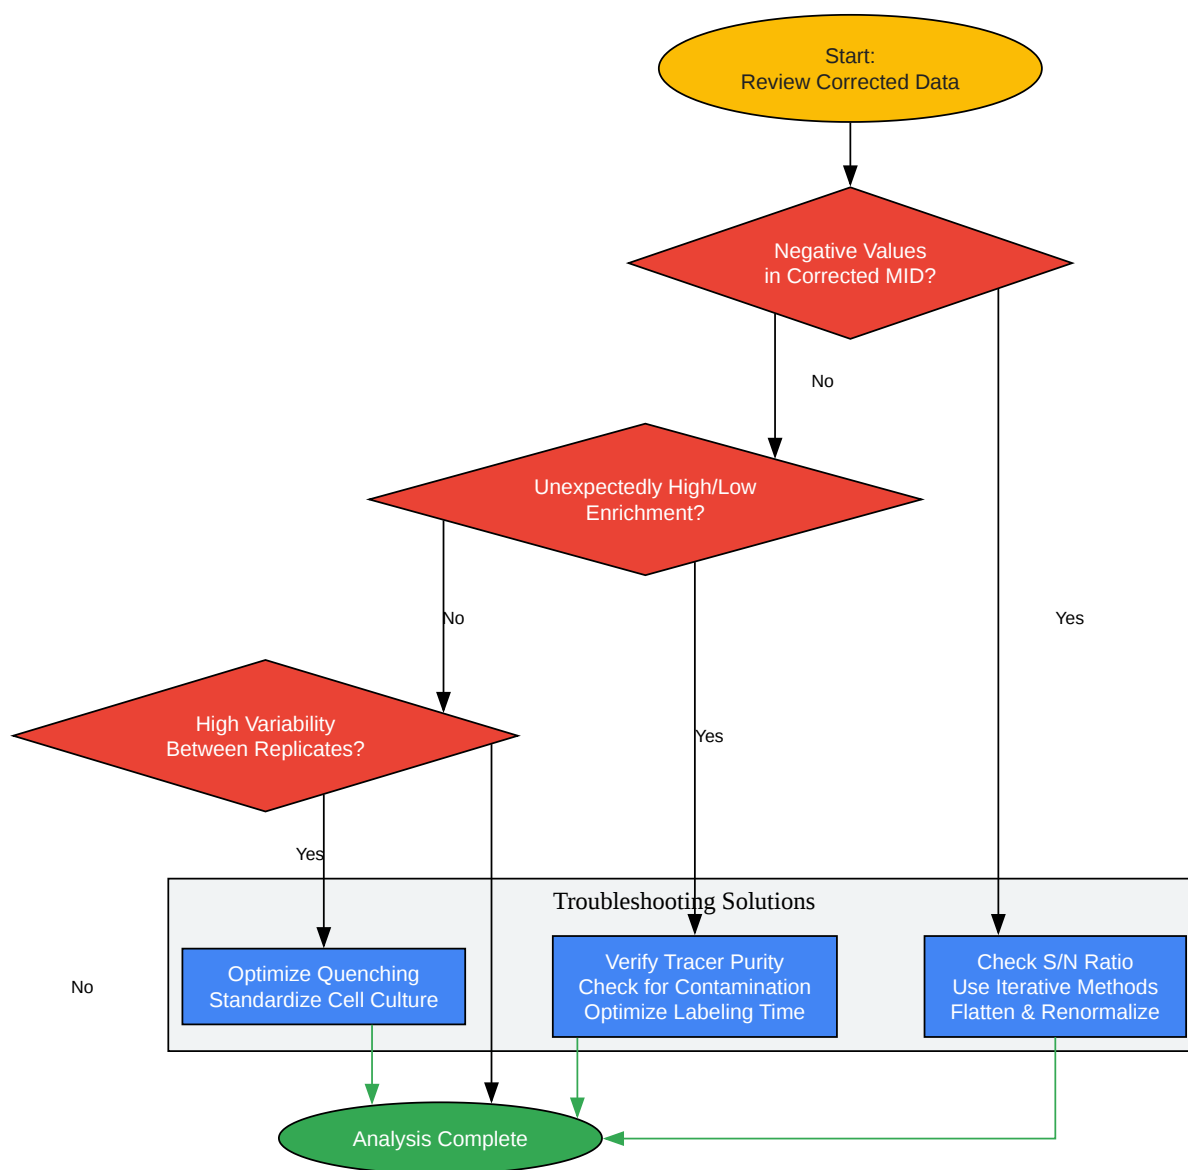 Start:
Review Corrected Data
Negative Values
in Corrected MID?
No
Unexpectedly High/Low
Enrichment?
No
Yes
High Variability
Between Replicates?
Yes
Yes
Troubleshooting Solutions
Optimize Quenching
Standardize Cell Culture
Verify Tracer Purity
Check for Contamination
Optimize Labeling Time
Check S/N Ratio
Use Iterative Methods
Flatten & Renormalize
No
Analysis Complete